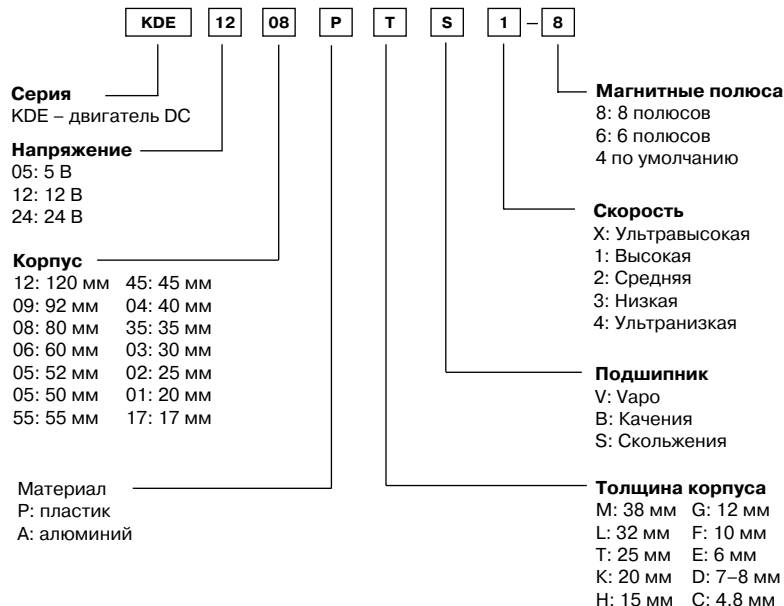 KDE 12 08 P T S 1 – 8
Серия
KDE – двигатель DC
Напряжение
05: 5 В
12: 12 В
24: 24 В
Корпус
12: 120 мм 45: 45 мм
09: 92 мм 04: 40 мм
08: 80 мм 35: 35 мм
06: 60 мм 03: 30 мм
05: 52 мм 02: 25 мм
05: 50 мм 01: 20 мм
55: 55 мм 17: 17 мм
Материал
P: пластик
A: алюминий
Магнитные полюса
8: 8 полюсов
6: 6 полюсов
4 по умолчанию
Скорость
X: Ультравысокая
1: Высокая
2: Средняя
3: Низкая
4: Ультранизкая
Подшипник
V: Vapo
B: Качения
S: Скольжения
Толщина корпуса
M: 38 мм G: 12 мм
L: 32 мм F: 10 мм
T: 25 мм E: 6 мм
K: 20 мм D: 7–8 мм
H: 15 мм C: 4,8 мм